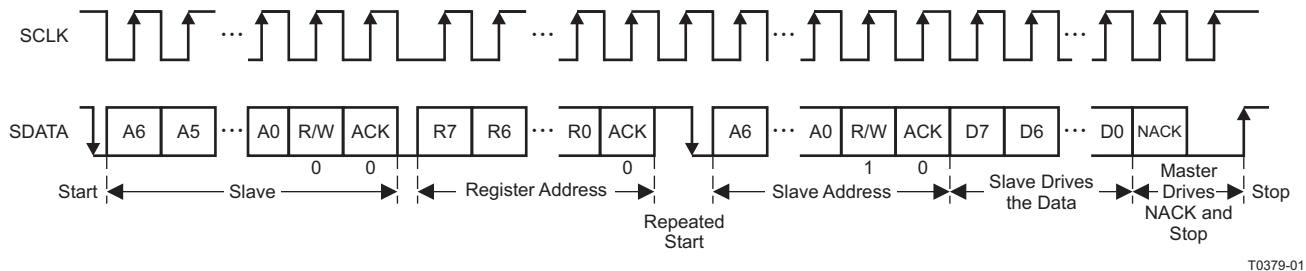 SCLK ... ... ... ...
SDATA A6 A5 ... A0 R/W ACK R7 R6 ... R0 ACK A6 ... A0 R/W ACK D7 D6 ... D0 NACK
0 0 0 1 0
Start Slave Register Address Slave Address Slave Drives the Data Master Drives NACK and Stop Stop
Repeated Start
T0379-01